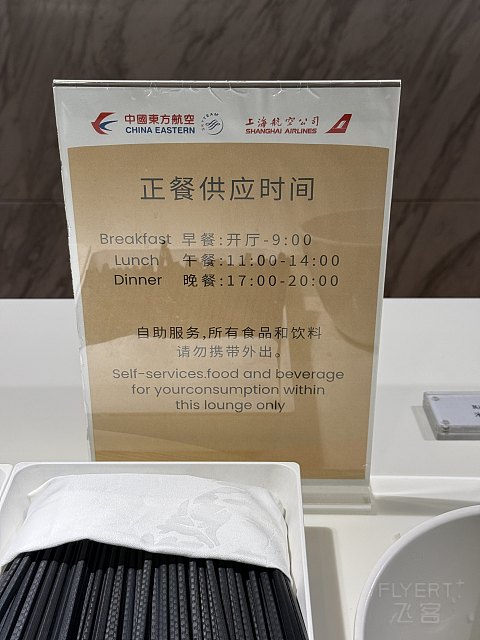 中國東方航空
CHINA EASTERN
SKYTEAM
上海航空公司
SHANGHAI AIRLINES
正餐供应时间
Breakfast 早餐:开厅-9:00
Lunch 午餐:11:00-14:00
Dinner 晚餐:17:00-20:00
自助服务,所有食品和饮料
请勿携带外出。
Self-services.food and beverage
for yourconsumption within
this lounge only
FLYERT+
飞客